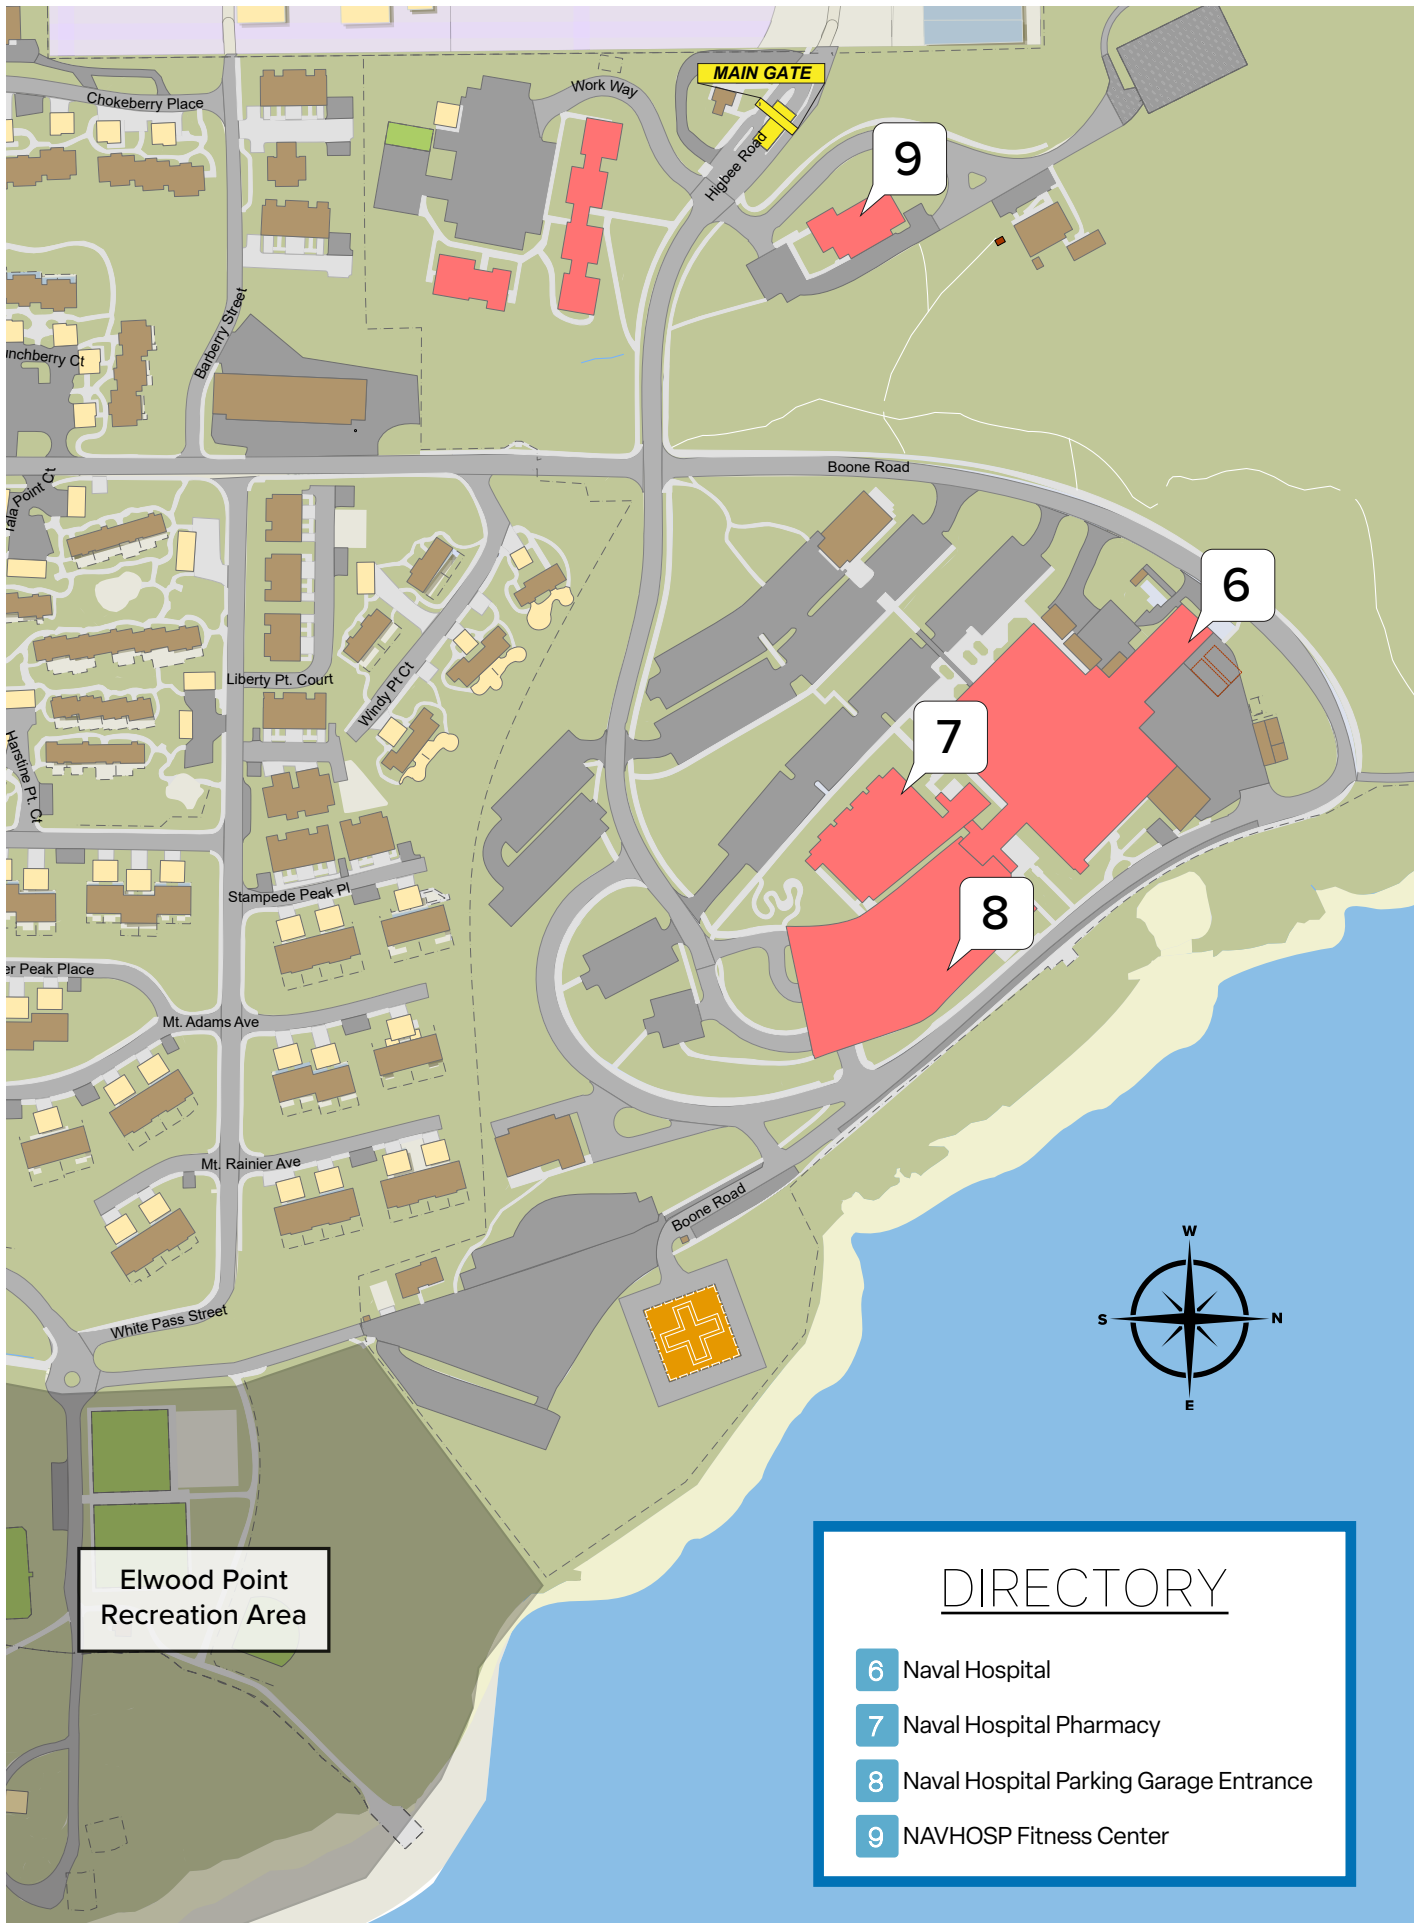 MAIN GATE
Work Way
Chokeberry Place
Higbee Road
9
Barberry Street
unchberry Ct
Boone Road
Tala Point Ct
6
Liberty Pt. Court
Windy Pt Ct
7
Harstine Pt. Ct
Stampede Peak Pl
8
er Peak Place
Mt. Adams Ave
Mt. Rainier Ave
Boone Road
W
S
N
E
White Pass Street
Elwood Point
Recreation Area
DIRECTORY
6 Naval Hospital
7 Naval Hospital Pharmacy
8 Naval Hospital Parking Garage Entrance
9 NAVHOSP Fitness Center